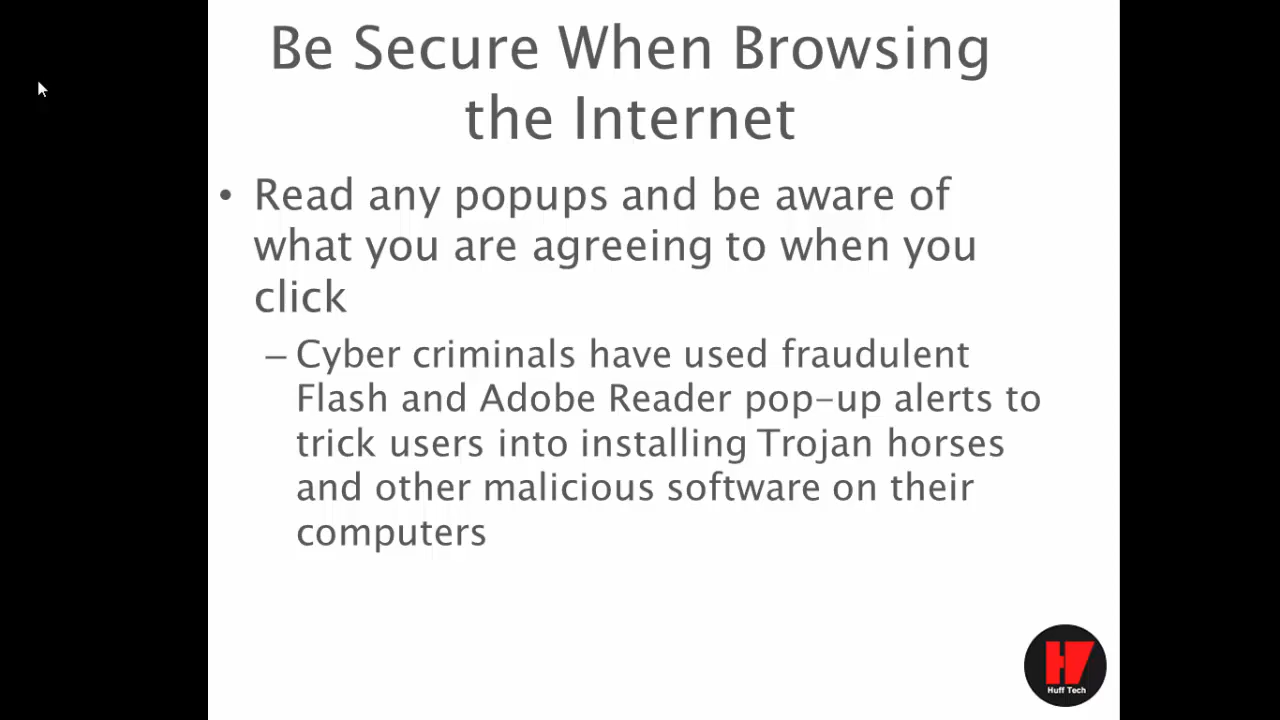 Be Secure When Browsing
the Internet
• Read any popups and be aware of
what you are agreeing to when you
click
– Cyber criminals have used fraudulent
Flash and Adobe Reader pop-up alerts to
trick users into installing Trojan horses
and other malicious software on their
computers
H7
Huff Tech